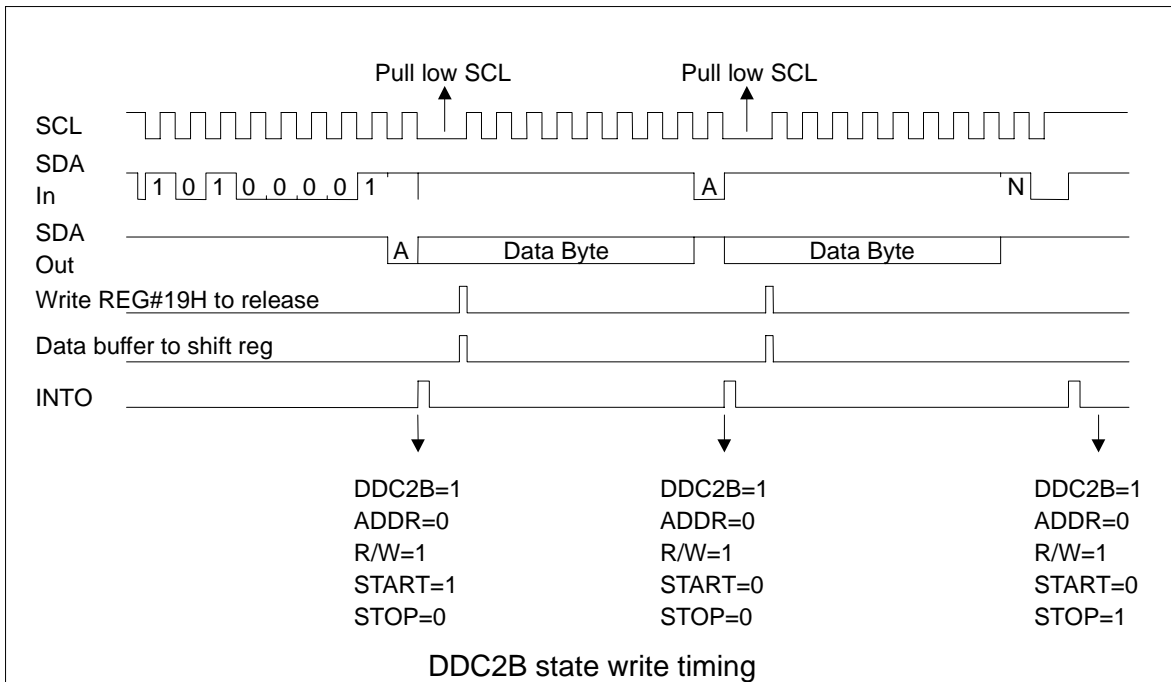 Pull low SCL Pull low SCL
SCL
SDA
In 1 0 1 0 0 0 0 1 A N
SDA
Out A Data Byte Data Byte
Write REG#19H to release
Data buffer to shift reg
INTO
DDC2B=1 DDC2B=1 DDC2B=1
ADDR=0 ADDR=0 ADDR=0
R/W=1 R/W=1 R/W=1
START=1 START=0 START=0
STOP=0 STOP=0 STOP=1
DDC2B state write timing